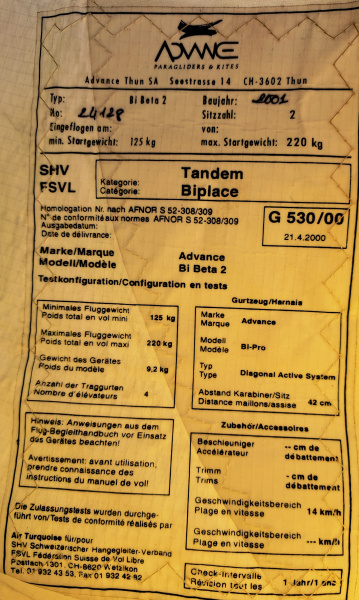 ADVANCE
PARAGLIDERS & KITES
Advance Thun SA Seestrasse 14 CH-3602 Thun
Typ: Bi Beta 2 Baujahr: 2001
No: 24128 Sitzzahl: 2
Eingeflogen am: von:
min. Startgewicht: 125 kg max. Startgewicht: 220 kg
SHV
FSVL
Kategorie: Tandem
Catégorie: Biplace
Homologation Nr. nach AFNOR S 52-308/309
N° de conformité aux normes AFNOR S 52-308/309
Ausgabedatum:
Date de délivrance:
G 530/00
21.4.2000
Marke/Marque Advance
Modell/Modèle Bi Beta 2
Testkonfiguration/Configuration en tests
Minimales Fluggewicht
Poids total en vol mini 125 kg
Maximales Fluggewicht
Poids total en vol maxi 220 kg
Gewicht des Gerätes
Poids du modèle 9,2 kg
Anzahl der Traggurten
Nombre d'élévateurs 4
Gurtzeug/Harnais
Marke
Marque Advance
Modell
Modèle Bi-Pro
Typ
Type Diagonal Active System
Abstand Karabiner/Sitz
Distance maillons/assise 42 cm
Hinweis: Anweisungen aus dem
Flug-Begleithandbuch vor Einsatz
des Gerätes beachten!
Avertissement: avant utilisation,
prendre connaissance des
instructions du manuel de vol!
Zubehör/Accessoires
Beschleuniger -- cm de
Accélérateur débattement
Trimm -- cm de
Trims débattement
Geschwindigkeitsbereich
Plage en vitesse 14 km/h
Geschwindigkeitsbereich
Plage en vitesse --- km/h
Die Zulassungstests wurden durchge-
führt von/Tests de conformité réalisés par
Air Turquoise für/pour
SHV Schweizerischer Hängegleiter-Verband
FSVL Fédération Suisse de Vol Libre
Postfach 1301, CH-8620 Wetzikon
Tel. 01 932 43 53, Fax 01 932 42 82
Check-Intervalle
Révision tout les 1 Jahr/1 ans